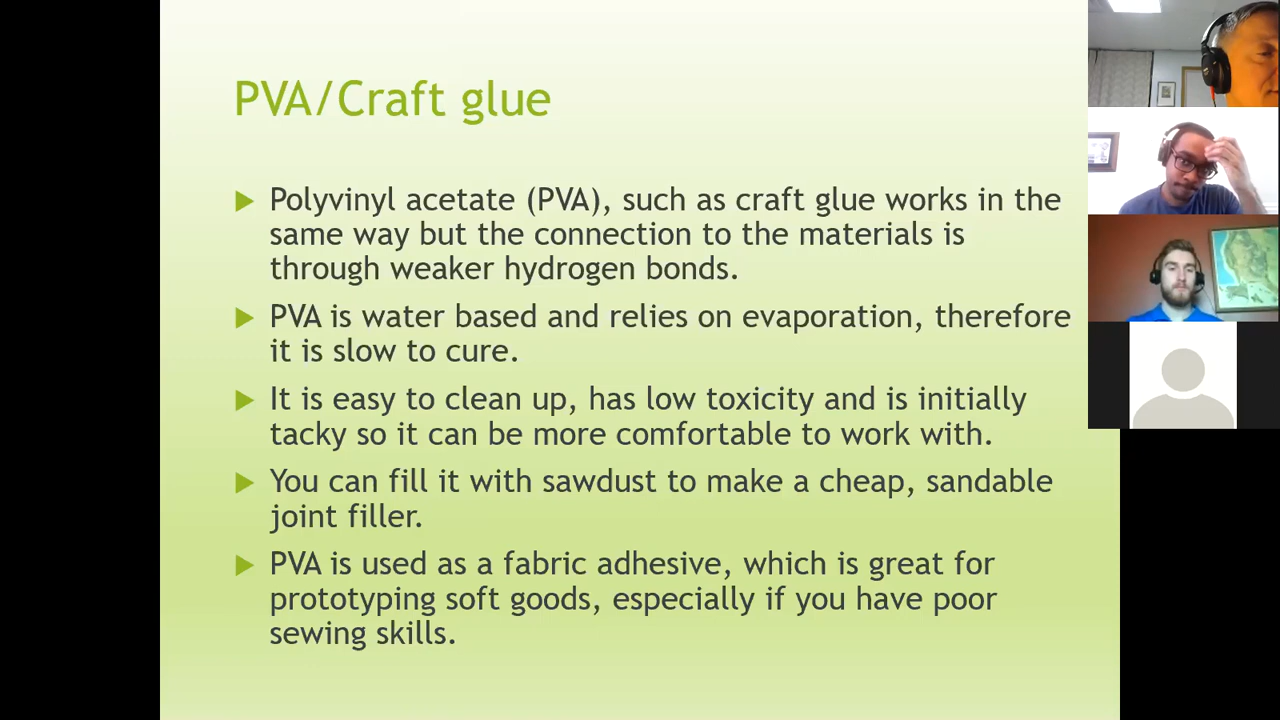 PVA/Craft glue
Polyvinyl acetate (PVA), such as craft glue works in the
same way but the connection to the materials is
through weaker hydrogen bonds.
PVA is water based and relies on evaporation, therefore
it is slow to cure.
It is easy to clean up, has low toxicity and is initially
tacky so it can be more comfortable to work with.
You can fill it with sawdust to make a cheap, sandable
joint filler.
PVA is used as a fabric adhesive, which is great for
prototyping soft goods, especially if you have poor
sewing skills.